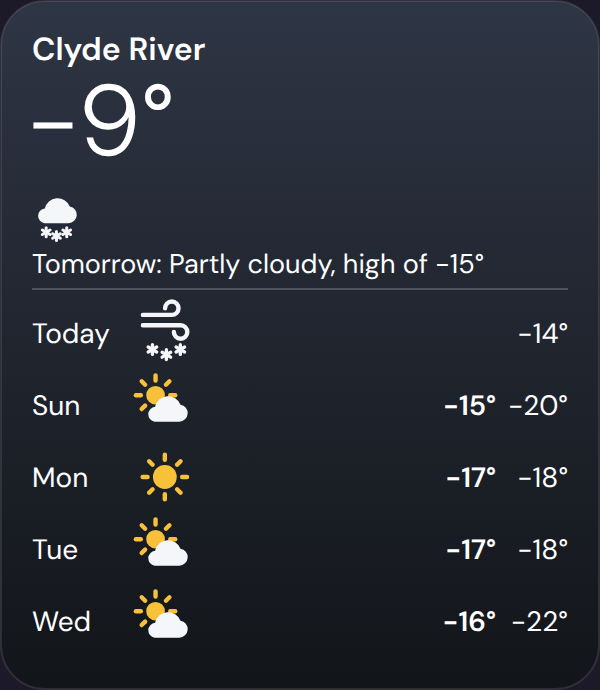 Clyde River
-9°
Tomorrow: Partly cloudy, high of -15°
Today -14°
Sun -15° -20°
Mon -17° -18°
Tue -17° -18°
Wed -16° -22°